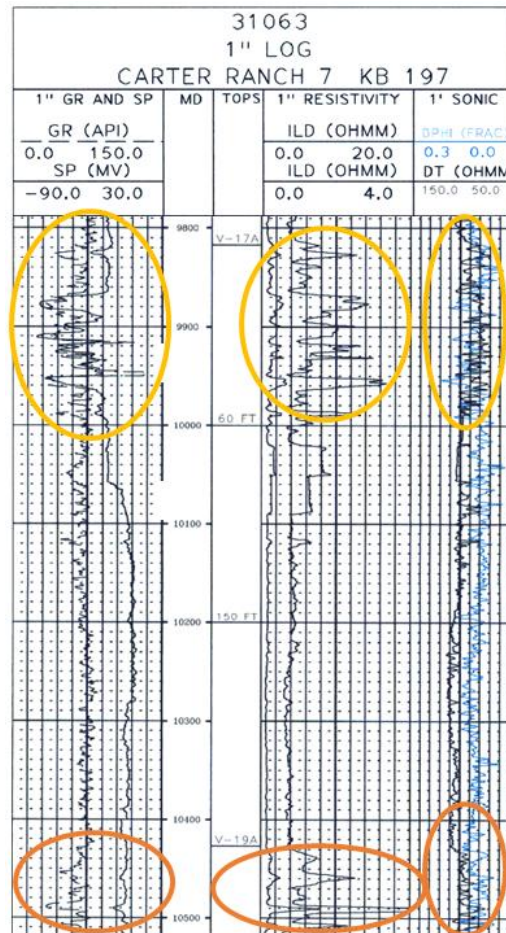 31063
1" LOG
CARTER RANCH 7 KB 197
1" GR AND SP MD TOPS 1" RESISTIVITY 1' SONIC
GR (API) ILD (OHMM) DPHI (FRAC)
0.0 150.0 0.0 20.0 0.3 0.0
SP (MV) ILD (OHMM) DT (OHMM
-90.0 30.0 0.0 4.0 150.0 50.0
9800
V-17A
9900
10000 60 FT
10100
10200 150 FT
10300
10400
V-19A
10500